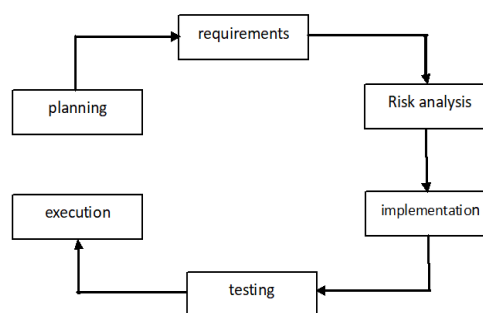 requirements
planning
Risk analysis
execution
implementation
testing